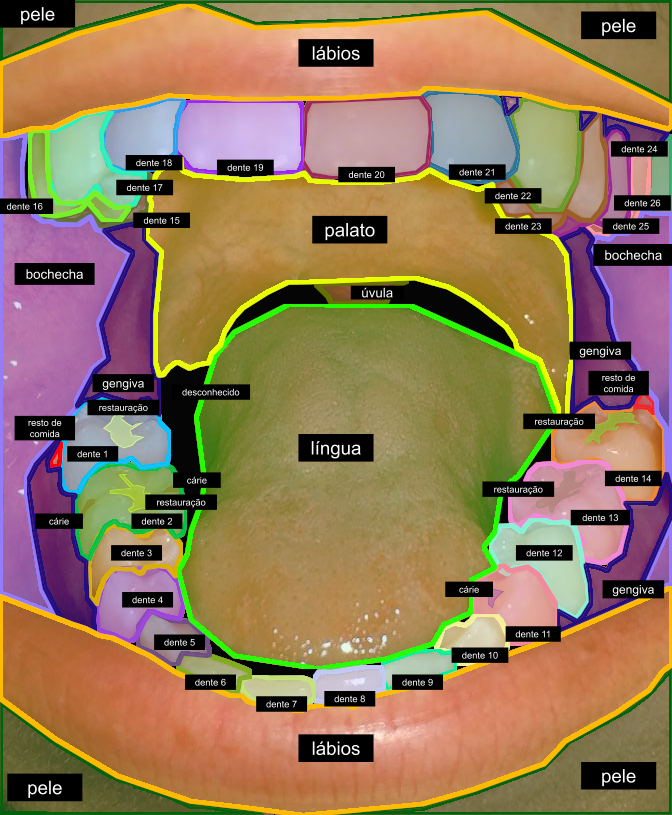 pele
pele
lábios
dente 18
dente 19
dente 20
dente 21
dente 24
dente 17
dente 22
dente 16
dente 26
dente 15
dente 23
dente 25
palato
bochecha
bochecha
úvula
gengiva
gengiva
resto de
comida
desconhecido
restauração
restauração
resto de
comida
língua
dente 1
cárie
dente 14
restauração
restauração
dente 2
cárie
dente 13
dente 3
dente 12
cárie
gengiva
dente 4
dente 11
dente 5
dente 10
dente 6
dente 9
dente 8
dente 7
lábios
pele
pele